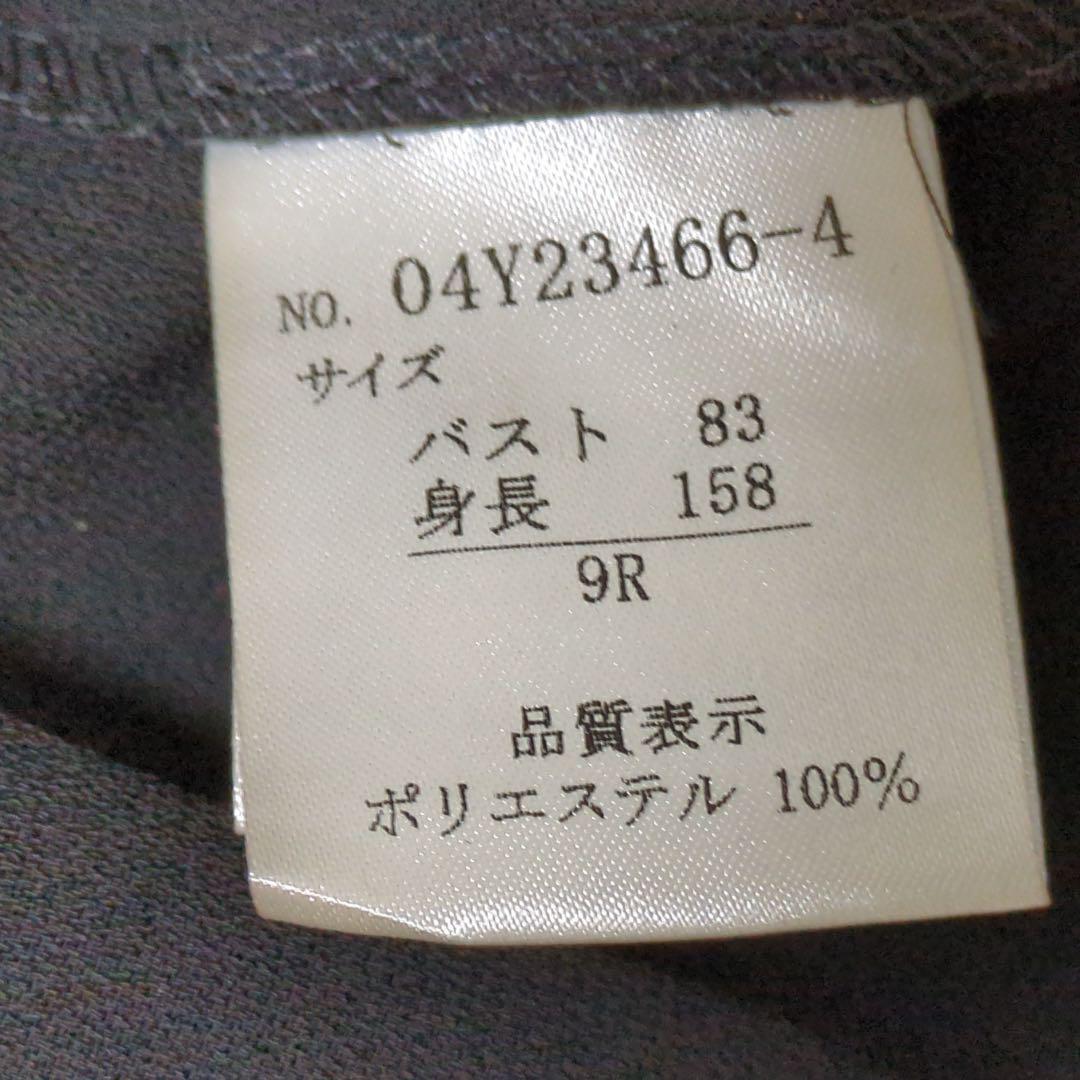 NO. 04Y23466-4
サイズ
バスト 83
身長 158
9R
品質表示
ポリエステル 100%